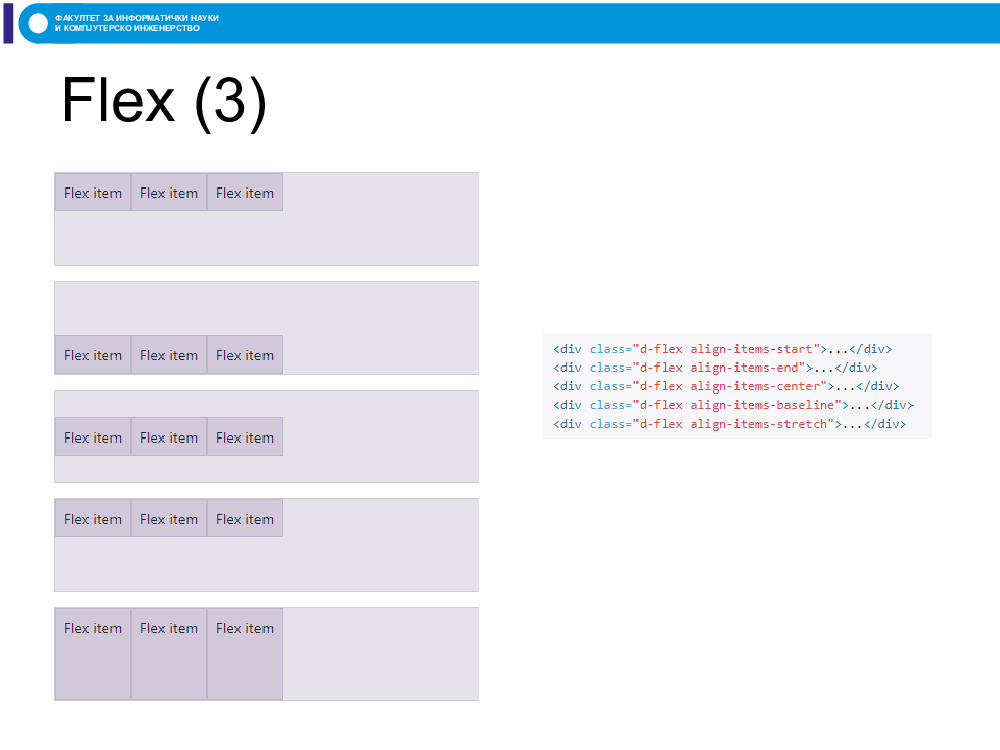 ФАКУЛТЕТ ЗА ИНФОРМАТИЧКИ НАУКИ
И КОМПЈУТЕРСКО ИНЖЕНЕРСТВО
Flex (3)
Flex item Flex item Flex item
Flex item Flex item Flex item
Flex item Flex item Flex item
Flex item Flex item Flex item
Flex item Flex item Flex item
<div class="d-flex align-items-start">...</div>
<div class="d-flex align-items-end">...</div>
<div class="d-flex align-items-center">...</div>
<div class="d-flex align-items-baseline">...</div>
<div class="d-flex align-items-stretch">...</div>